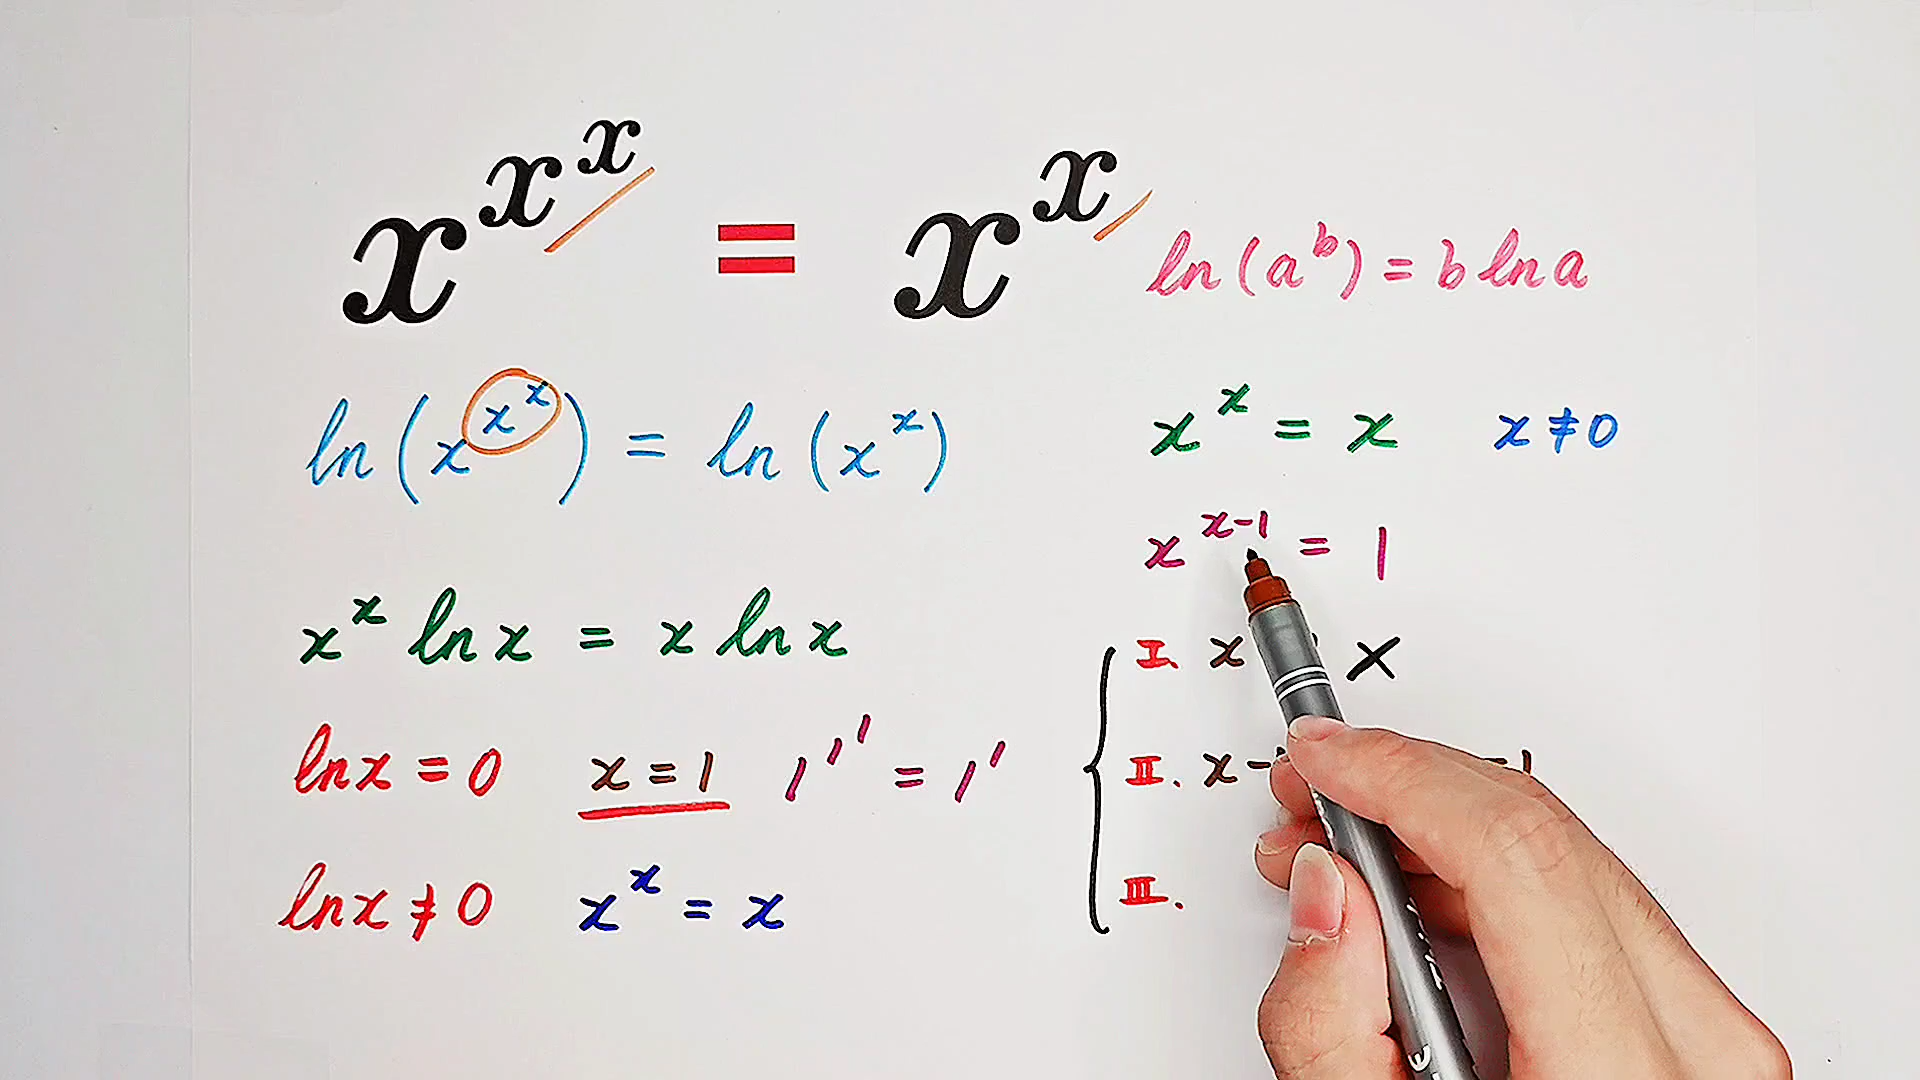 x^{x^x} = x^x
ln(a^b) = b ln a
ln(x^{x^x}) = ln(x^x)
x^x ln x = x ln x
ln x = 0 x = 1 1^{1^1} = 1^1
ln x ≠ 0 x^x = x
x^x = x x ≠ 0
x^{x-1} = 1
I. x ×
II. x- =-1
III.